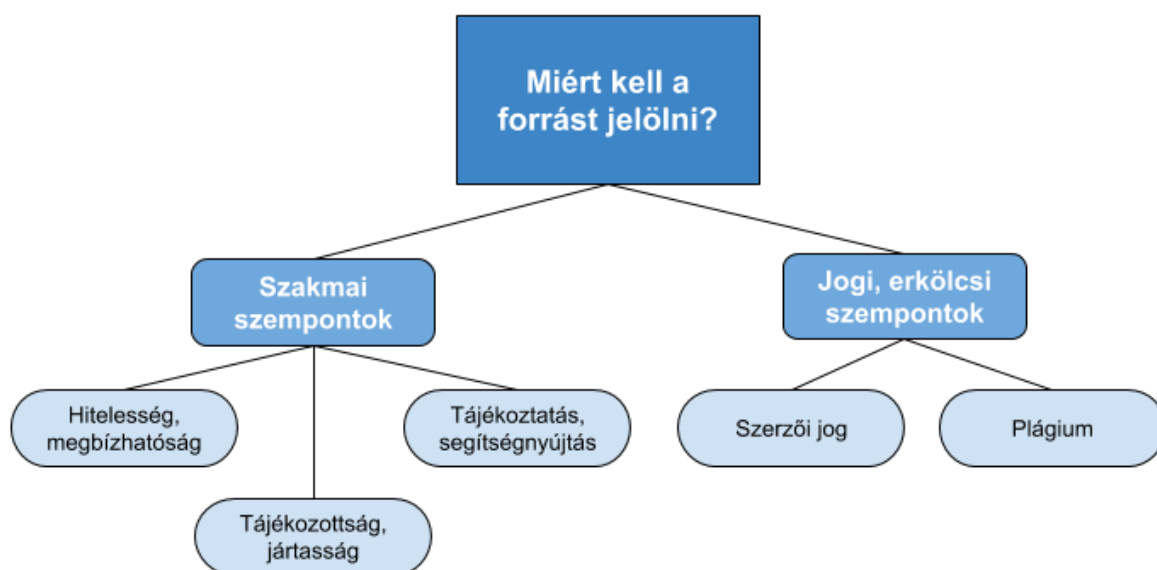 Miért kell a
forrást jelölni?
Szakmai
szempontok
Jogi, erkölcsi
szempontok
Hitelesség,
megbízhatóság
Tájékoztatás,
segítségnyújtás
Szerzői jog
Plágium
Tájékozottság,
jártasság